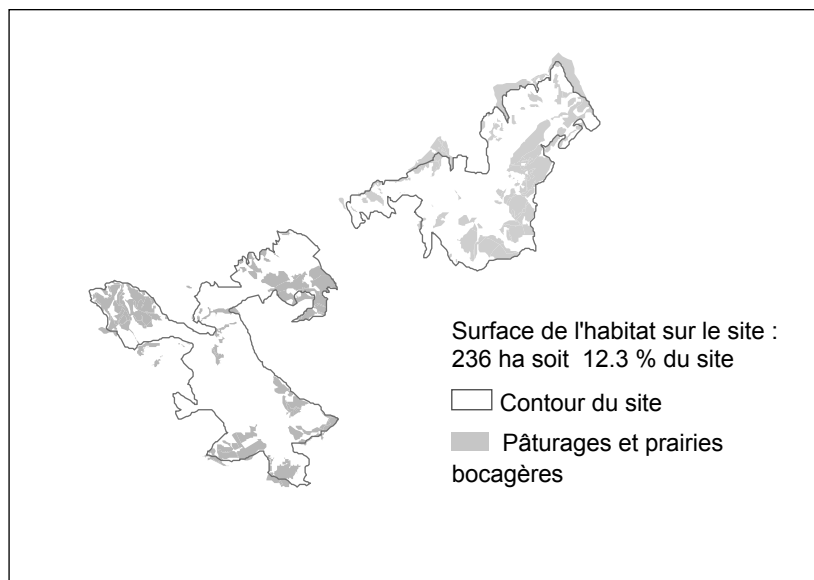 Surface de l'habitat sur le site :
236 ha soit 12.3 % du site
Contour du site
Pâturages et prairies
bocagères